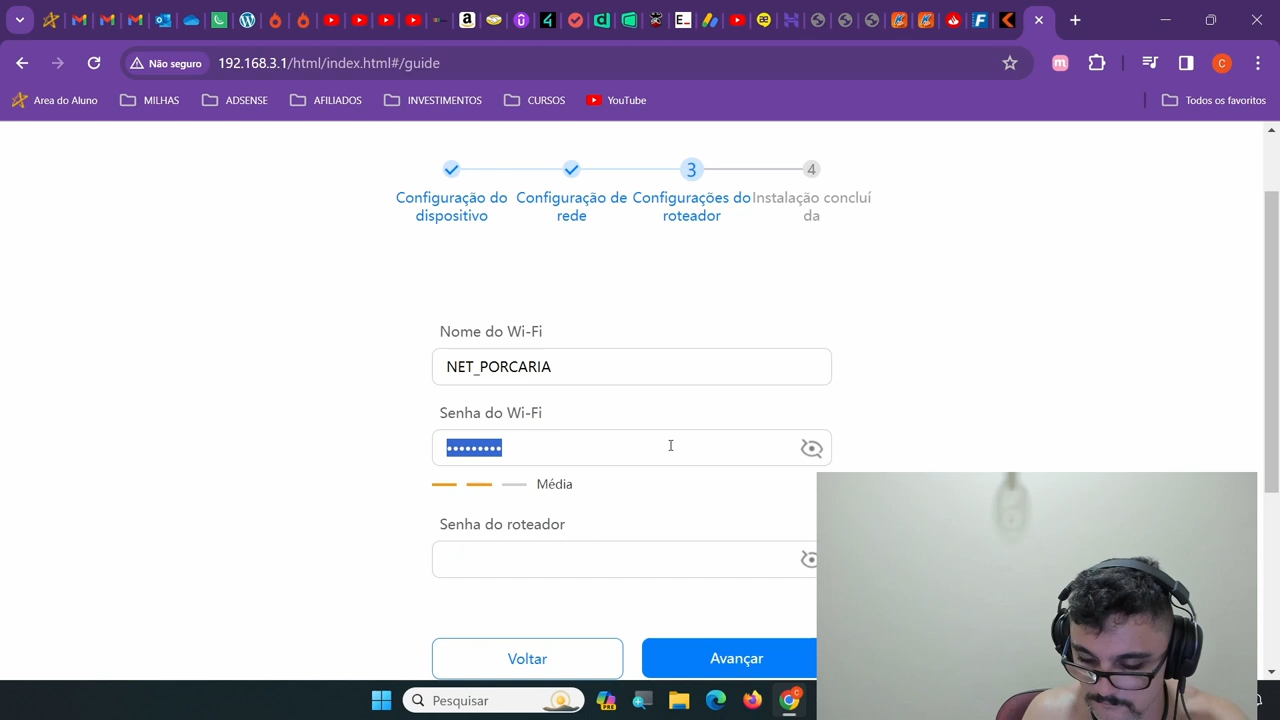 Não seguro
192.168.3.1/html/index.html#/guide
Area do Aluno
MILHAS
ADSENSE
AFILIADOS
INVESTIMENTOS
CURSOS
YouTube
Todos os favoritos
3
4
Configuração do
dispositivo
Configuração de
rede
Configurações do
roteador
Instalação concluí
da
Nome do Wi-Fi
NET_PORCARIA
Senha do Wi-Fi
•••••••••
Média
Senha do roteador
Voltar
Avançar
Pesquisar